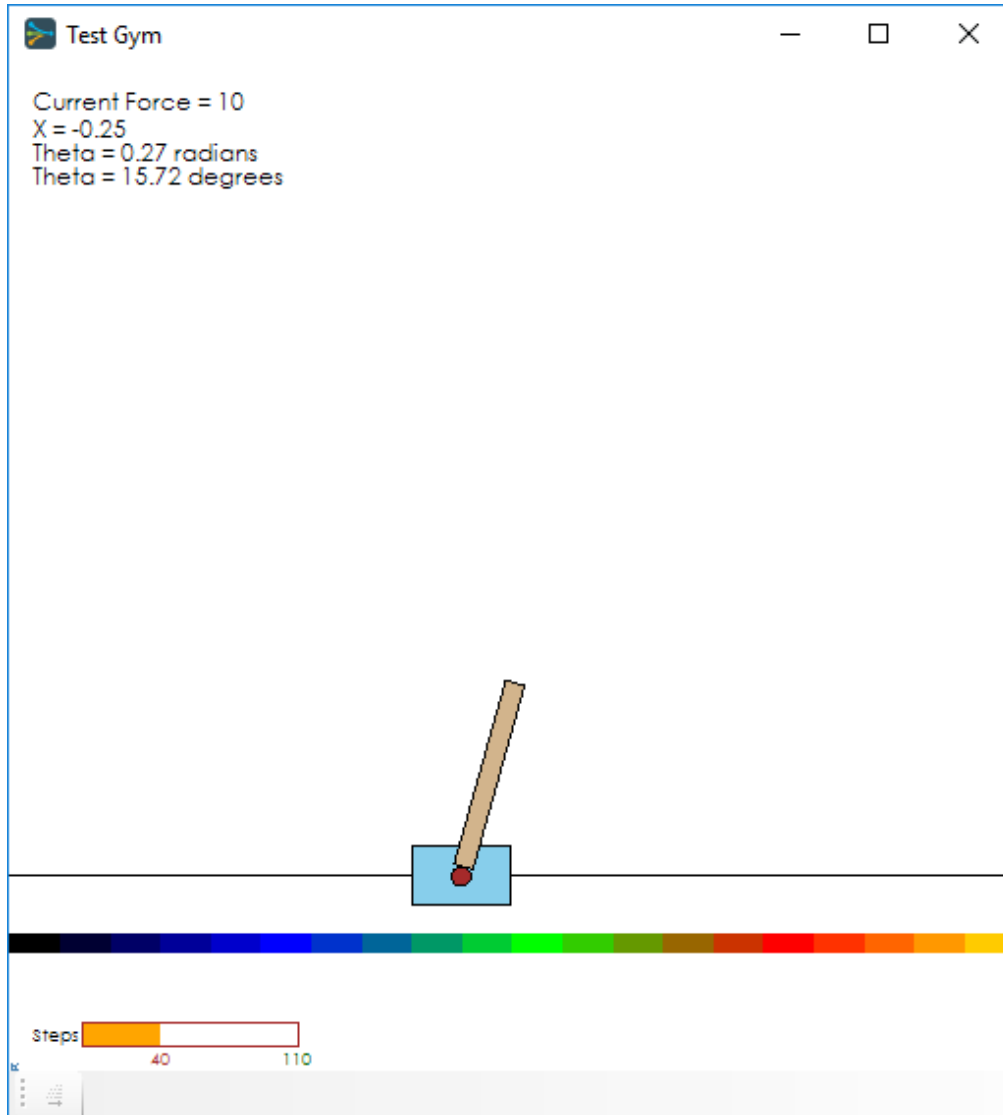 Test Gym
Current Force = 10
X = -0.25
Theta = 0.27 radians
Theta = 15.72 degrees
Steps
40 110